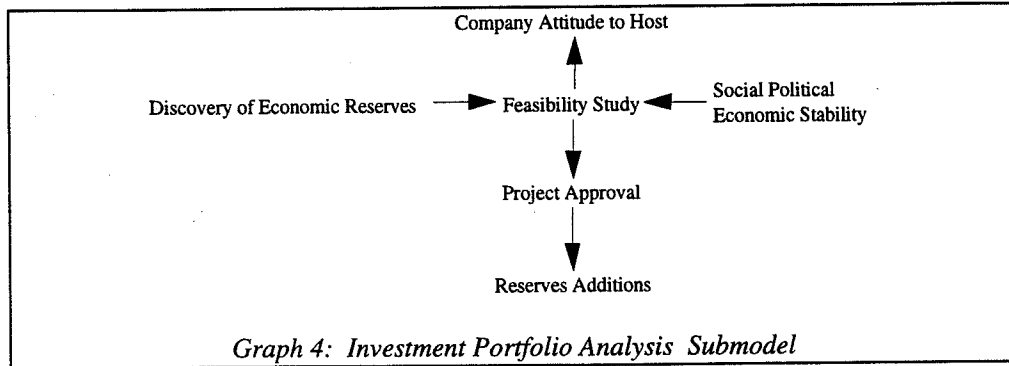 Company Attitude to Host
Social Political
Discovery of Economic Reserves
Feasibility Study
Economic Stability
Project Approval
Reserves Additions
Graph 4: Investment Portfolio Analysis Submodel